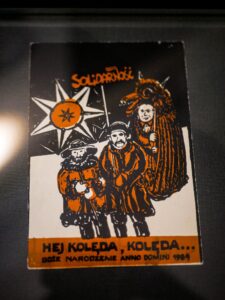 Solidarność
HEJ KOLĘDA, KOLĘDA...
BOŻE NARODZENIE ANNO DOMINI 1984